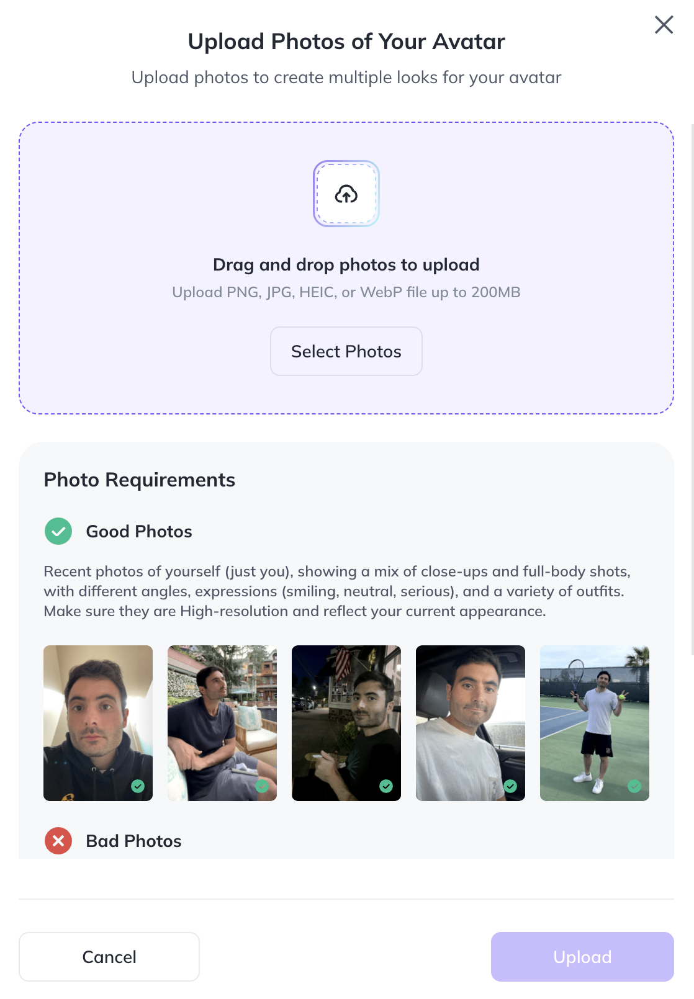 Upload Photos of Your Avatar
Upload photos to create multiple looks for your avatar
Drag and drop photos to upload
Upload PNG, JPG, HEIC, or WebP file up to 200MB
Select Photos
Photo Requirements
Good Photos
Recent photos of yourself (just you), showing a mix of close-ups and full-body shots,
with different angles, expressions (smiling, neutral, serious), and a variety of outfits.
Make sure they are High-resolution and reflect your current appearance.
Bad Photos
Cancel
Upload